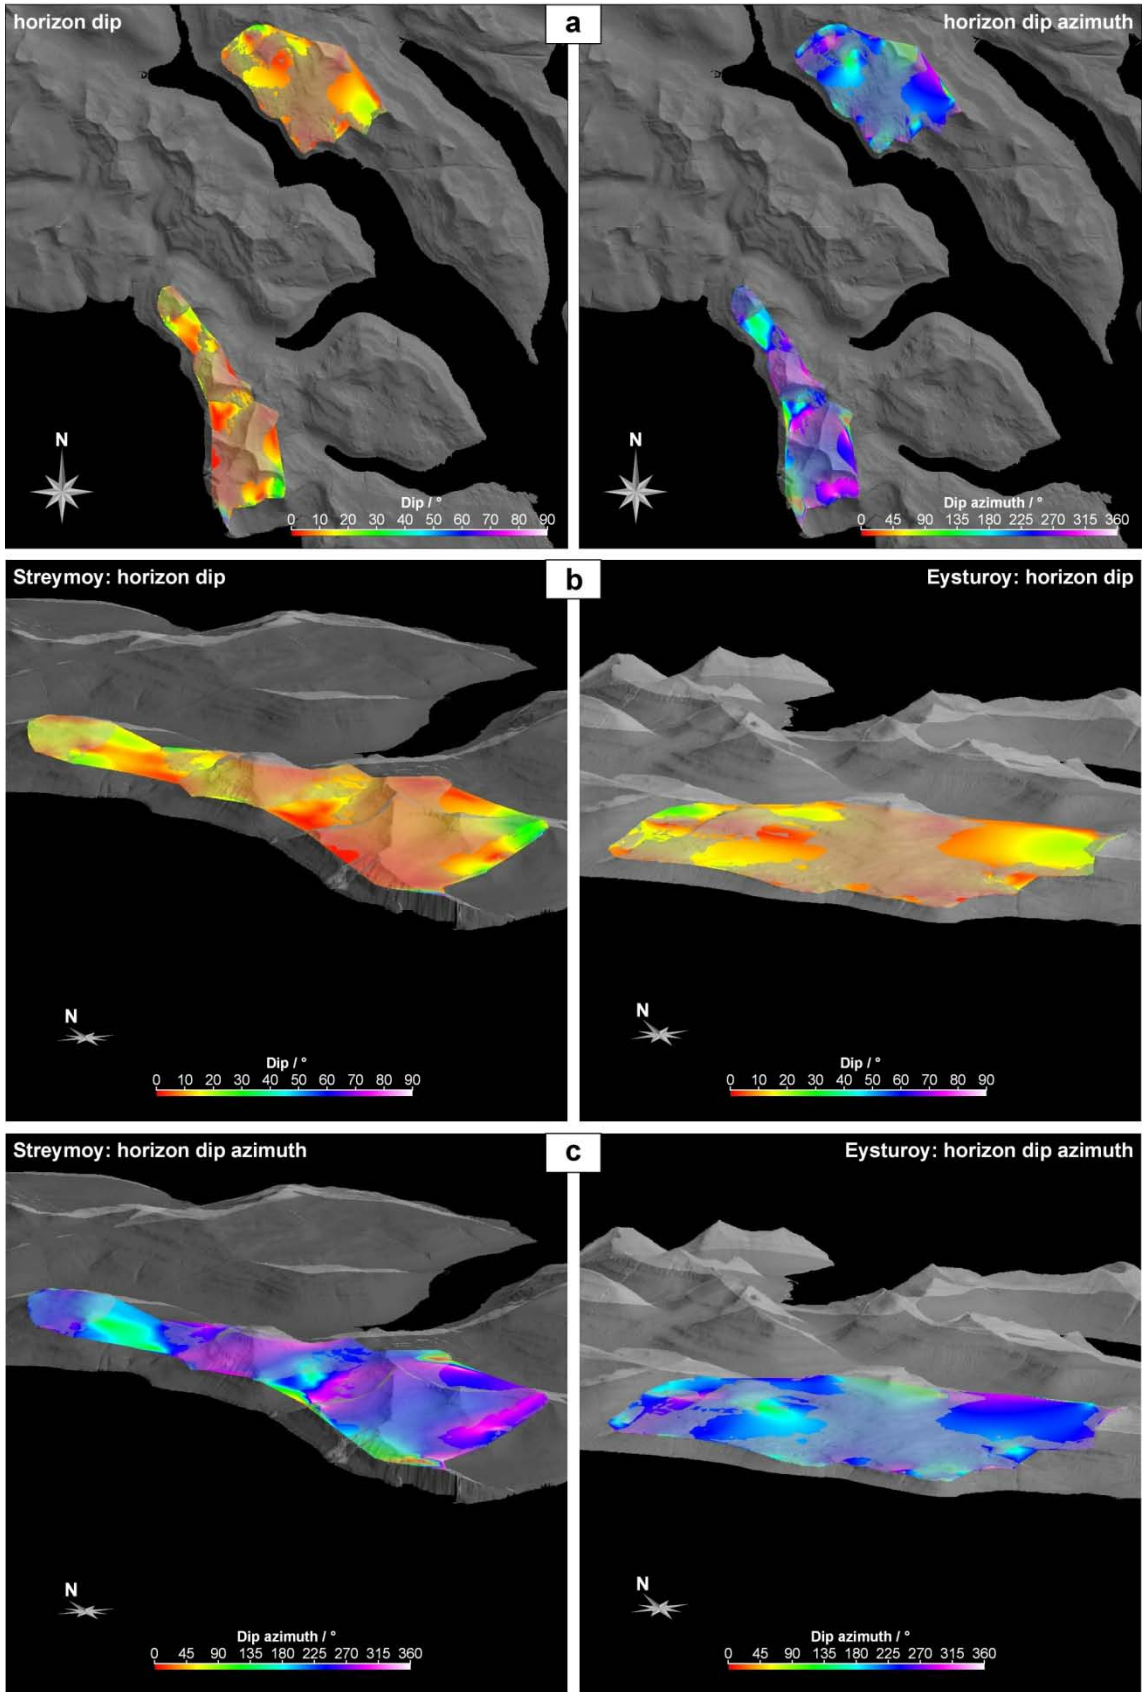 horizon dip
a
horizon dip azimuth
N
Dip / °
0 10 20 30 40 50 60 70 80 90
N
Dip azimuth / °
0 45 90 135 180 225 270 315 360
Streymoy: horizon dip
b
Eysturoy: horizon dip
N
Dip / °
0 10 20 30 40 50 60 70 80 90
N
Dip / °
0 10 20 30 40 50 60 70 80 90
Streymoy: horizon dip azimuth
c
Eysturoy: horizon dip azimuth
N
Dip azimuth / °
0 45 90 135 180 225 270 315 360
N
Dip azimuth / °
0 45 90 135 180 225 270 315 360